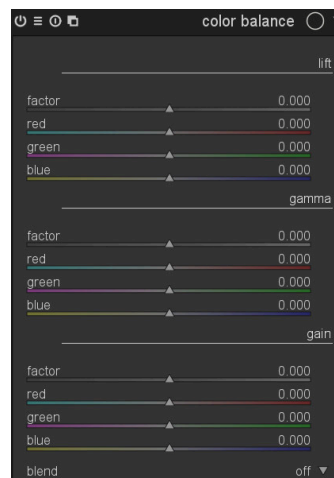 color balance
lift
factor 0.000
red 0.000
green 0.000
blue 0.000
gamma
factor 0.000
red 0.000
green 0.000
blue 0.000
gain
factor 0.000
red 0.000
green 0.000
blue 0.000
blend off